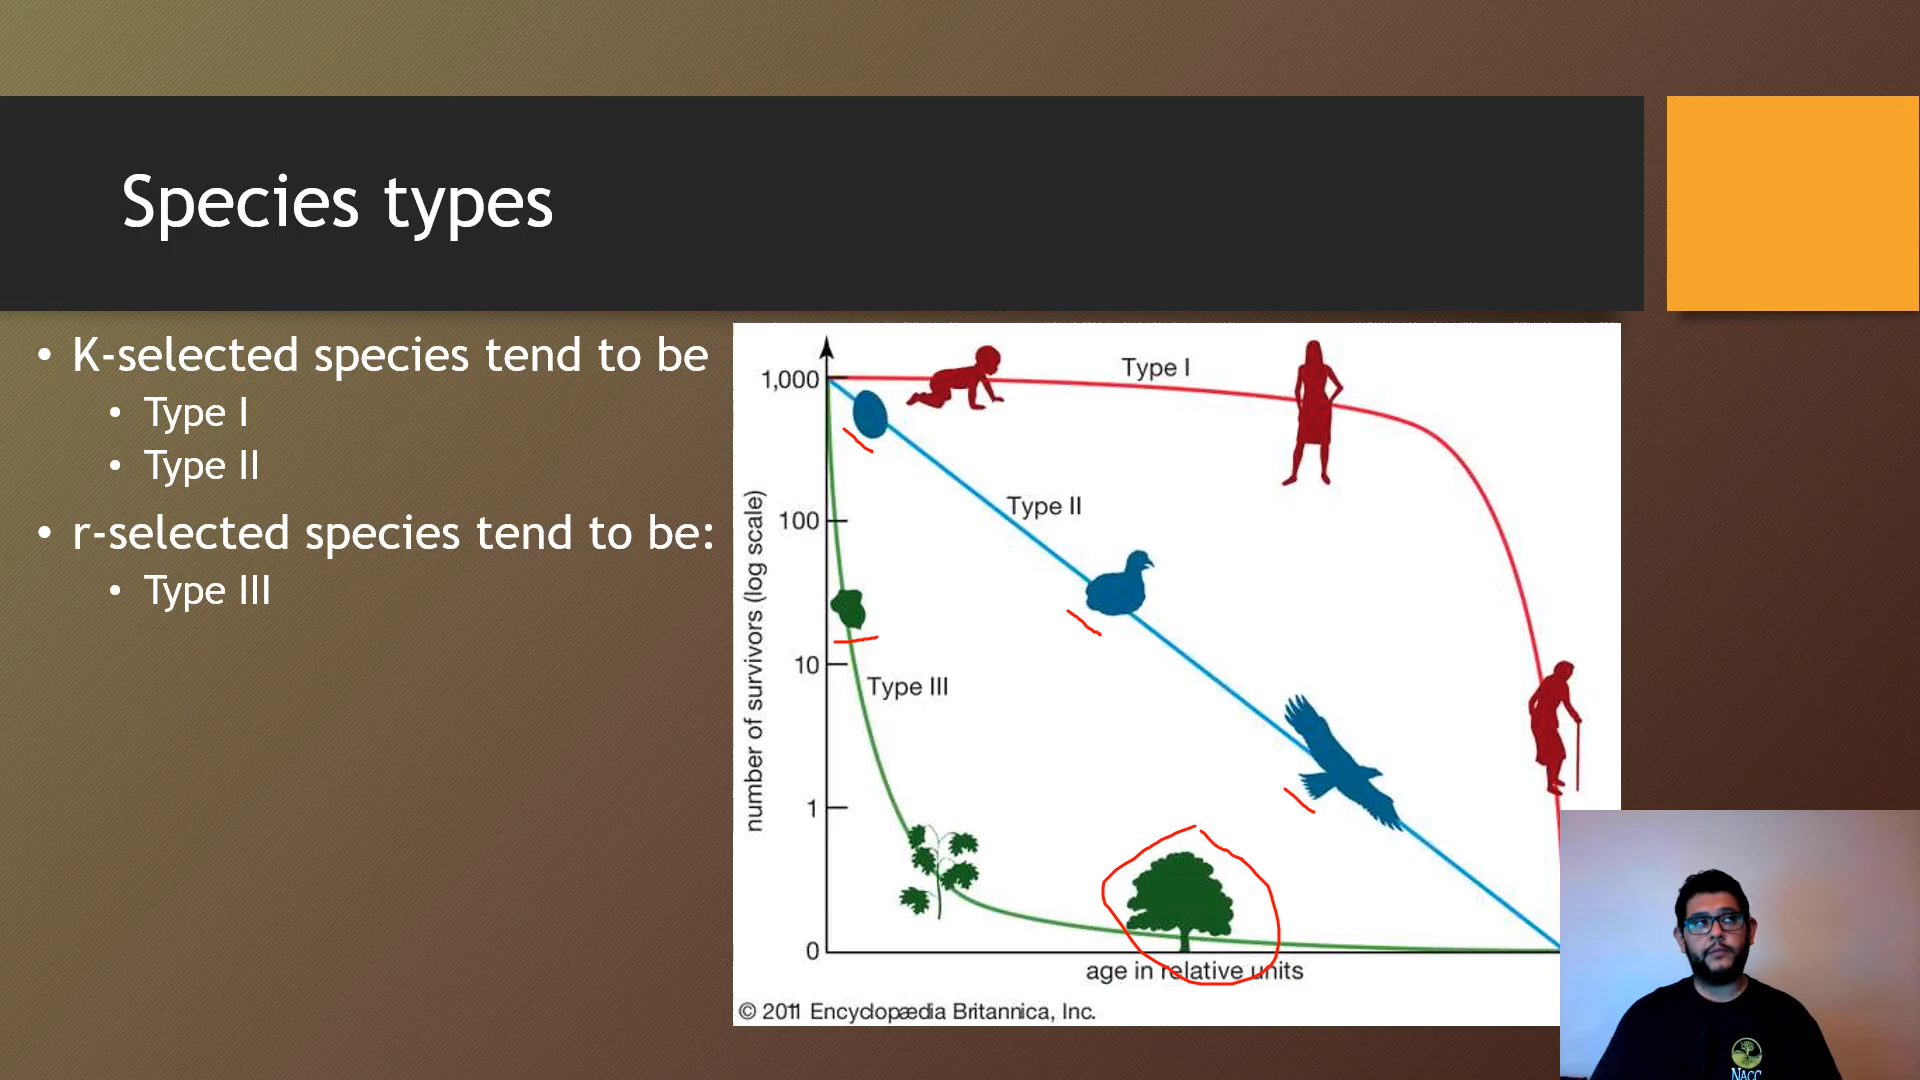 Species types
• K-selected species tend to be
• Type I
• Type II
• r-selected species tend to be:
• Type III
number of survivors (log scale)
1,000
100
10
1
0
Type I
Type II
Type III
age in relative units
© 2011 Encyclopædia Britannica, Inc.
NACC